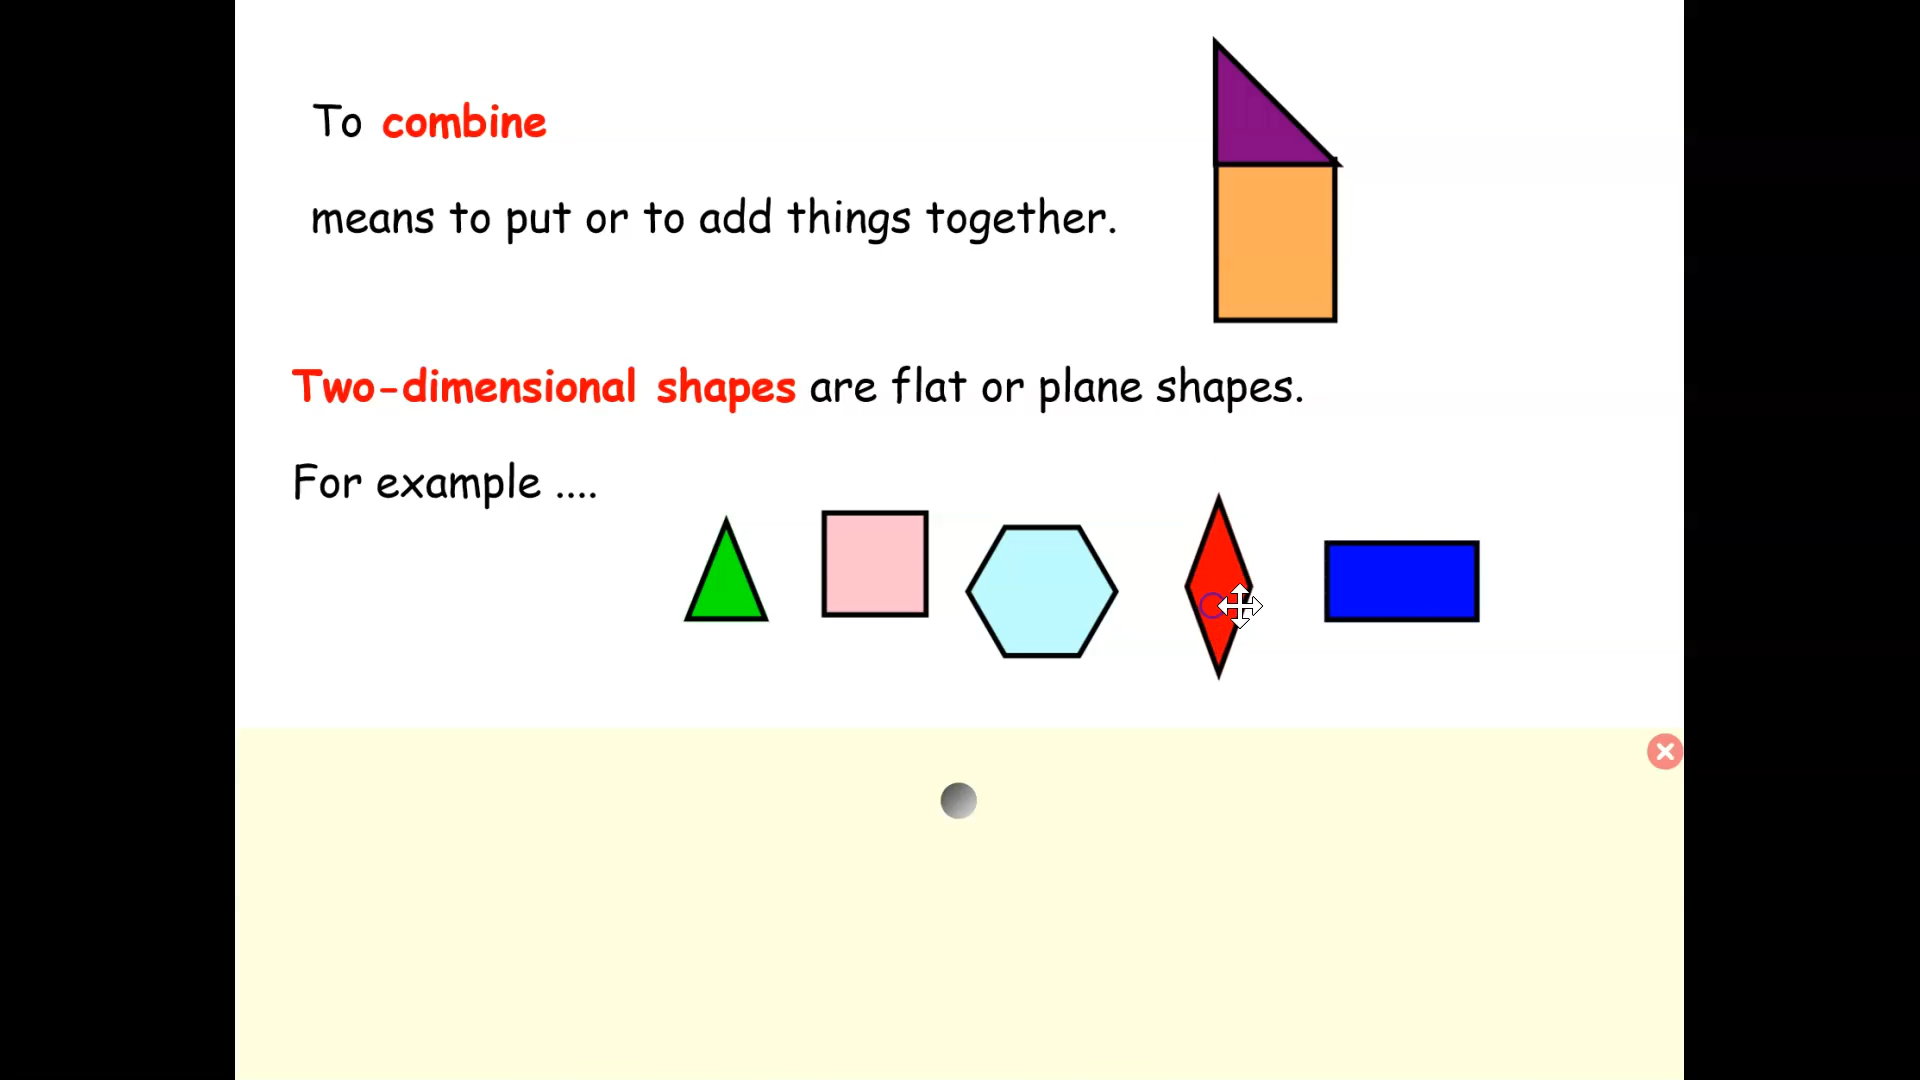 To combine
means to put or to add things together.
Two-dimensional shapes are flat or plane shapes.
For example ....